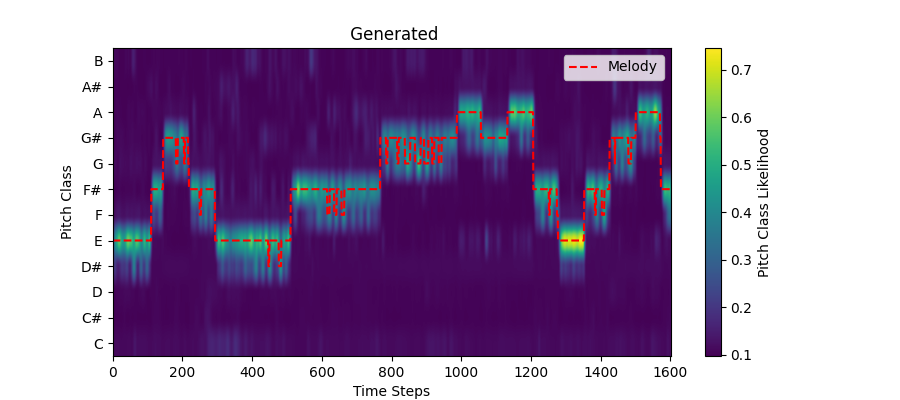 Generated
Melody
B
A#
A
G#
G
F#
F
E
D#
D
C#
C
Pitch Class
0 200 400 600 800 1000 1200 1400 1600
Time Steps
0.7
0.6
0.5
0.4
0.3
0.2
0.1
Pitch Class Likelihood